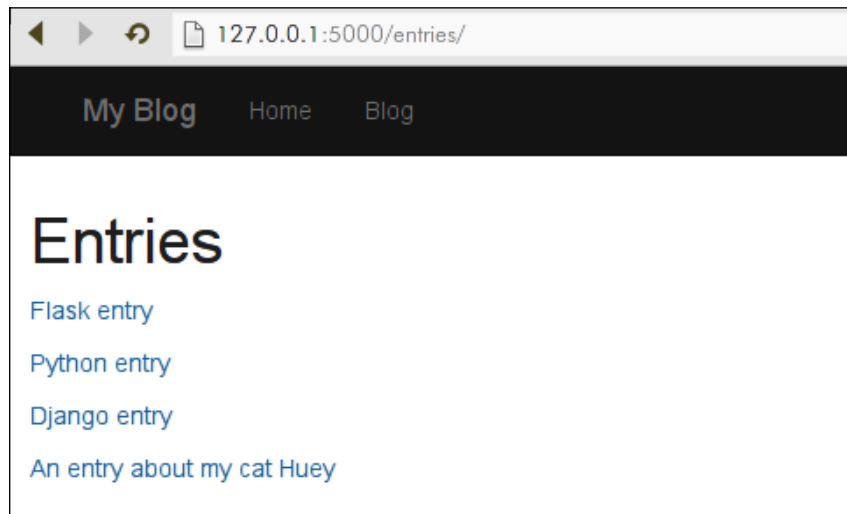 127.0.0.1:5000/entries/
My Blog Home Blog
Entries
Flask entry
Python entry
Django entry
An entry about my cat Huey